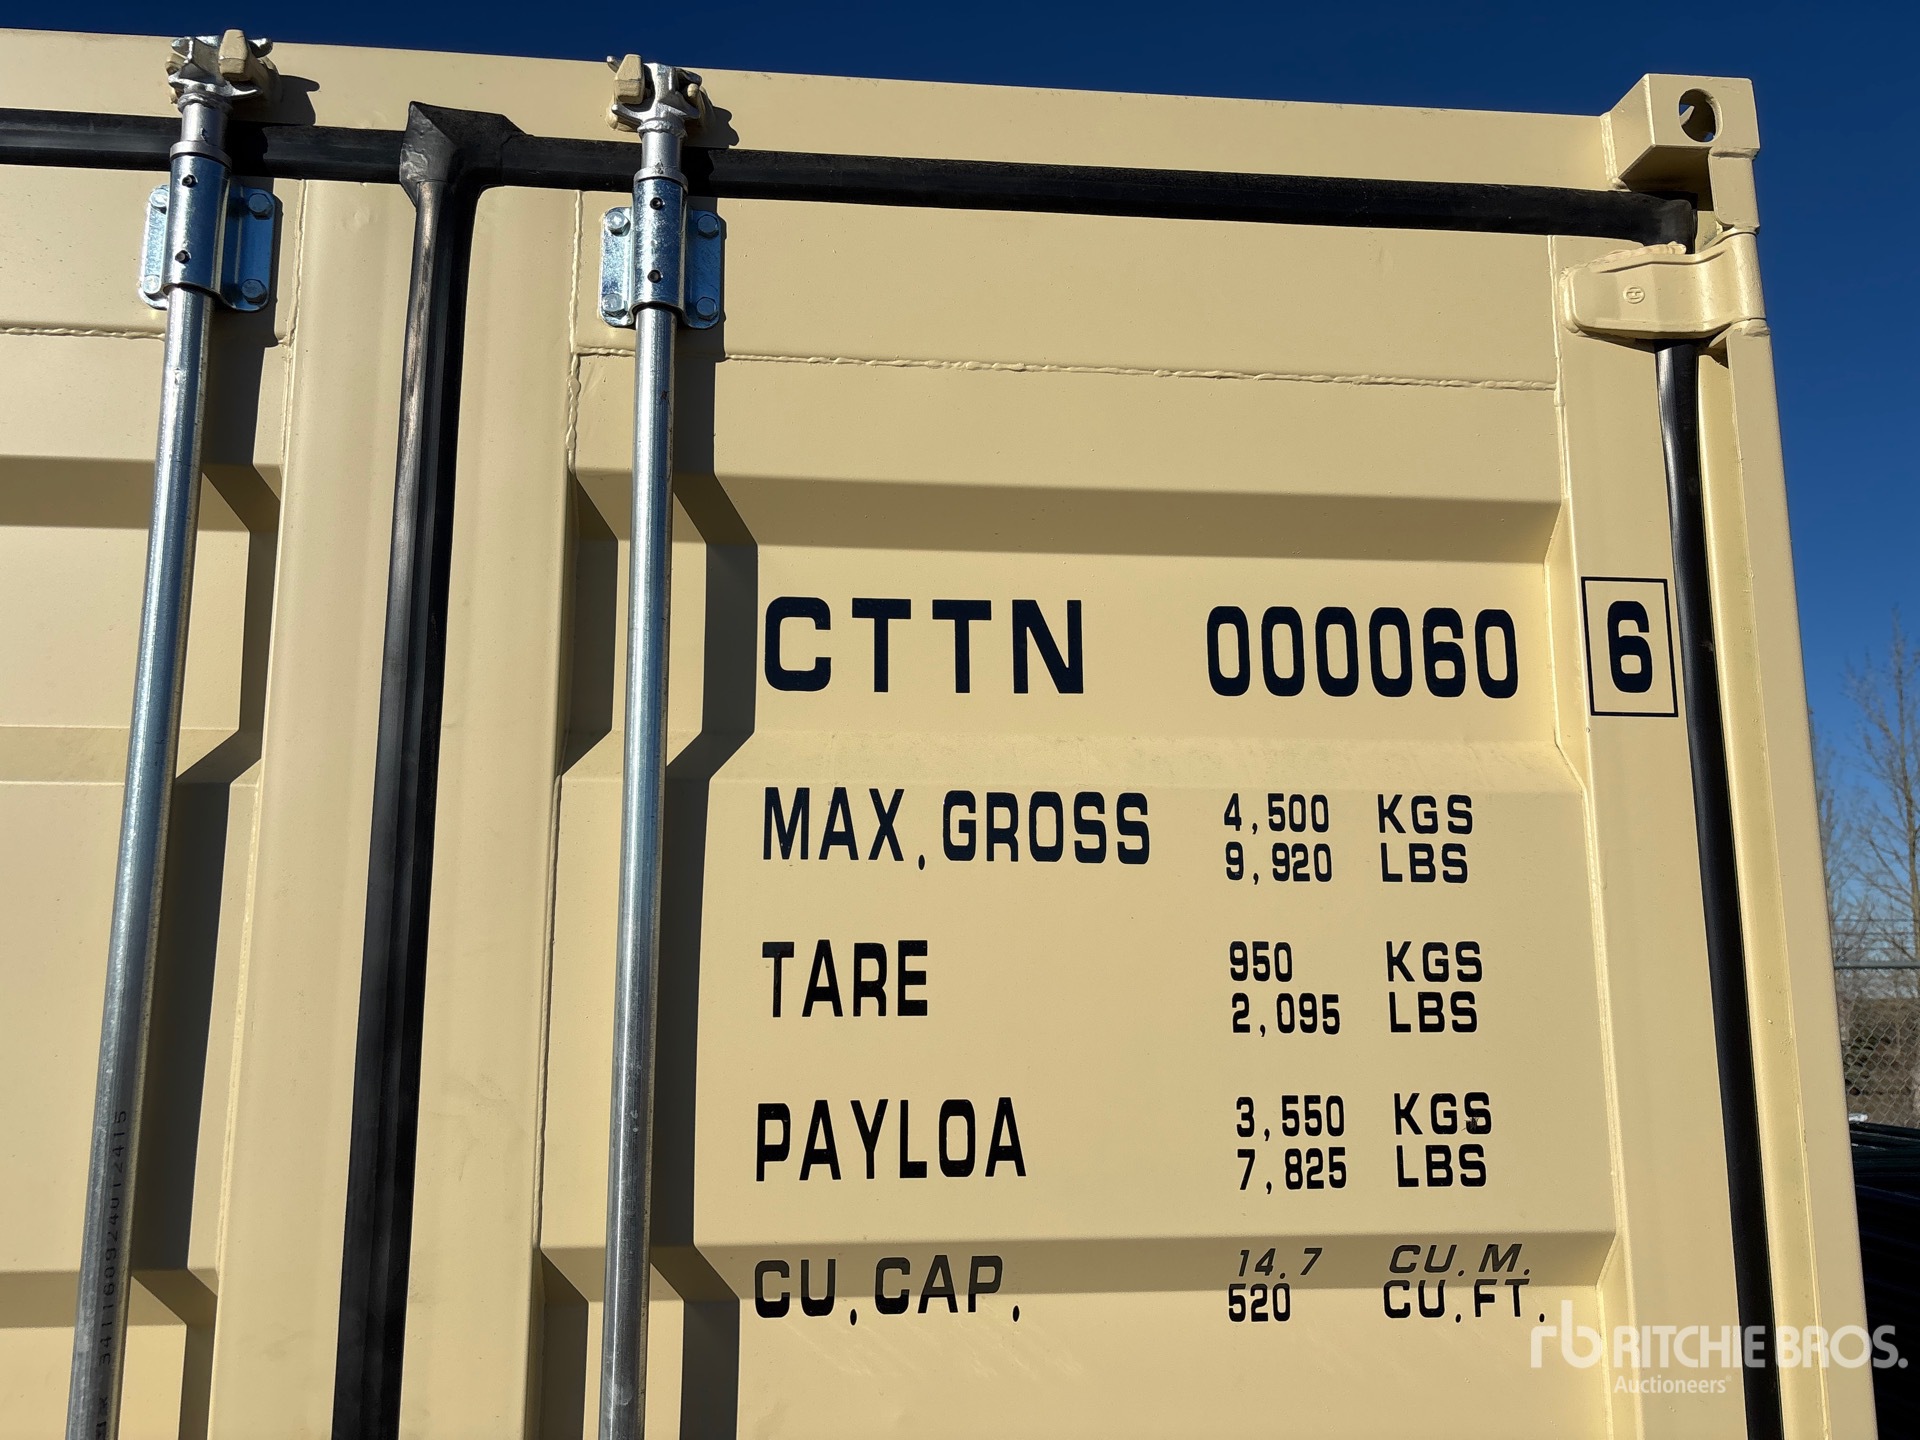 CTTN 000060 6
MAX.GROSS 4,500 KGS
9,920 LBS
TARE 950 KGS
2,095 LBS
PAYLOA 3,550 KGS
7,825 LBS
CU.CAP. 14.7 CU.M.
520 CU.FT.
rb RITCHIE BROS.
Auctioneers